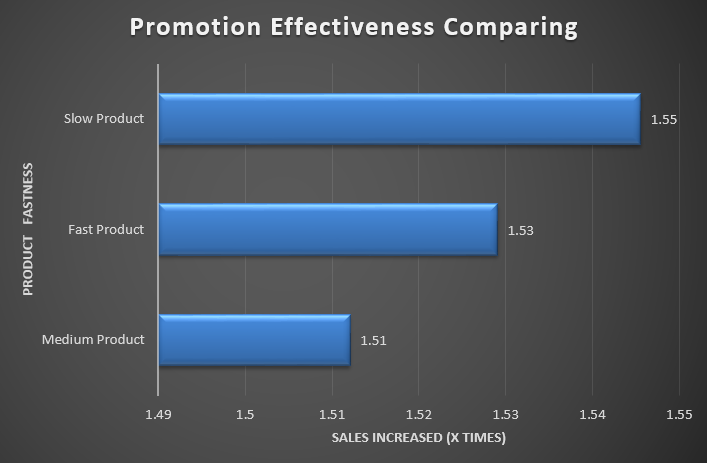 Promotion Effectiveness Comparing
Slow Product
1.55
Fast Product
1.53
Medium Product
1.51
PRODUCT FASTNESS
1.49 1.5 1.51 1.52 1.53 1.54 1.55
SALES INCREASED (X TIMES)